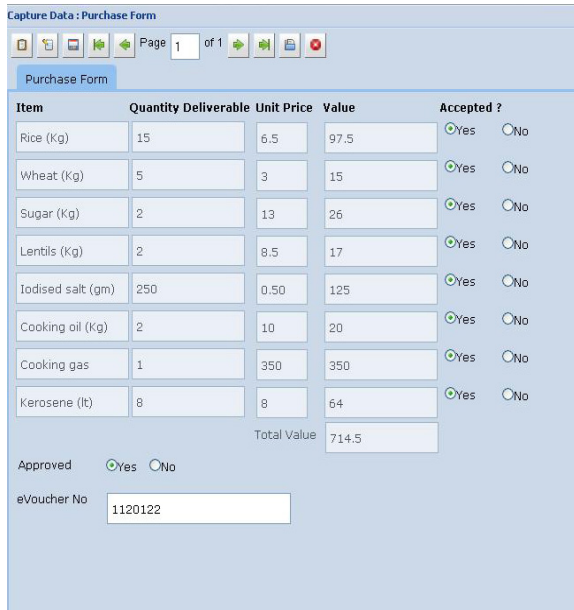 Capture Data : Purchase Form
Page 1 of 1
Purchase Form
Item Quantity Deliverable Unit Price Value Accepted ?
Rice (Kg) 15 6.5 97.5 Yes No
Wheat (Kg) 5 3 15 Yes No
Sugar (Kg) 2 13 26 Yes No
Lentils (Kg) 2 8.5 17 Yes No
Iodised salt (gm) 250 0.50 125 Yes No
Cooking oil (Kg) 2 10 20 Yes No
Cooking gas 1 350 350 Yes No
Kerosene (lt) 8 8 64 Yes No
Total Value 714.5
Approved Yes No
eVoucher No 1120122